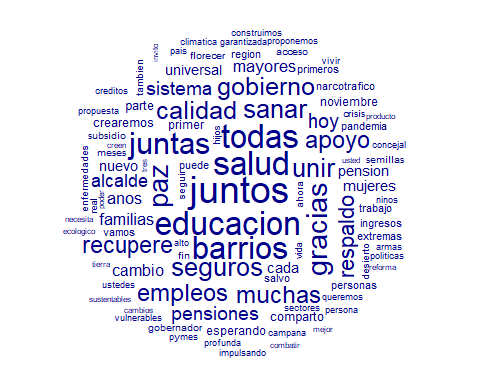 construimos
climatica garantizada proponemos
invito pais florecer region acceso
tambien universal mayores primeros vivir
creditos sistema gobierno narcotrafico
propuesta parte calidad sanar hoy noviembre crisis producto
crearemos pandemia
subsidio primer juntas todas apoyo concejal
creen hijos
meses nuevo puede salud unir usted semillas
enfermedades tres seguir pension
alcalde paz juntos ahora mujeres
real poder anos gracias respaldo ninos
necesita familias educacion trabajo
ecologico vamos ingresos
recupere alto barrios vida extremas
fin armas
tierra cambio seguros cada desierto politicas
salvo reforma
ustedes personas
sustentables empleos muchas queremos
cambios pensiones sectores persona
vulnerables comparto
gobernador esperando campana mejor
pymes profunda combatir
impulsando